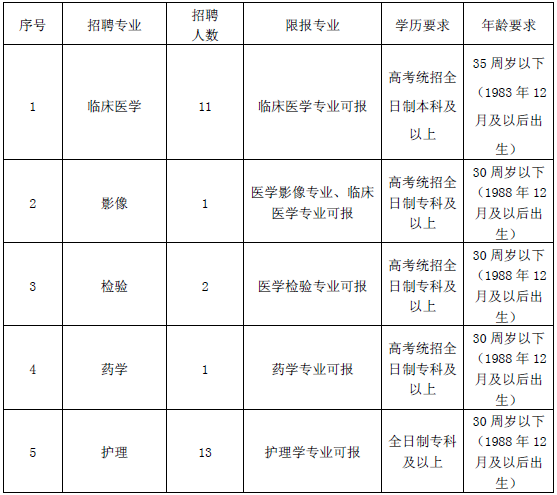 序号 招聘专业 招聘人数 限报专业 学历要求 年龄要求
1 临床医学 11 临床医学专业可报 高考统招全日制本科及以上 35 周岁以下（1983 年 12 月及以后出生）
2 影像 1 医学影像专业、临床医学专业可报 高考统招全日制专科及以上 30 周岁以下（1988 年 12 月及以后出生）
3 检验 2 医学检验专业可报 高考统招全日制专科及以上 30 周岁以下（1988 年 12 月及以后出生）
4 药学 1 药学专业可报 高考统招全日制专科及以上 30 周岁以下（1988 年 12 月及以后出生）
5 护理 13 护理学专业可报 全日制专科及以上 30 周岁以下（1988 年 12 月及以后出生）